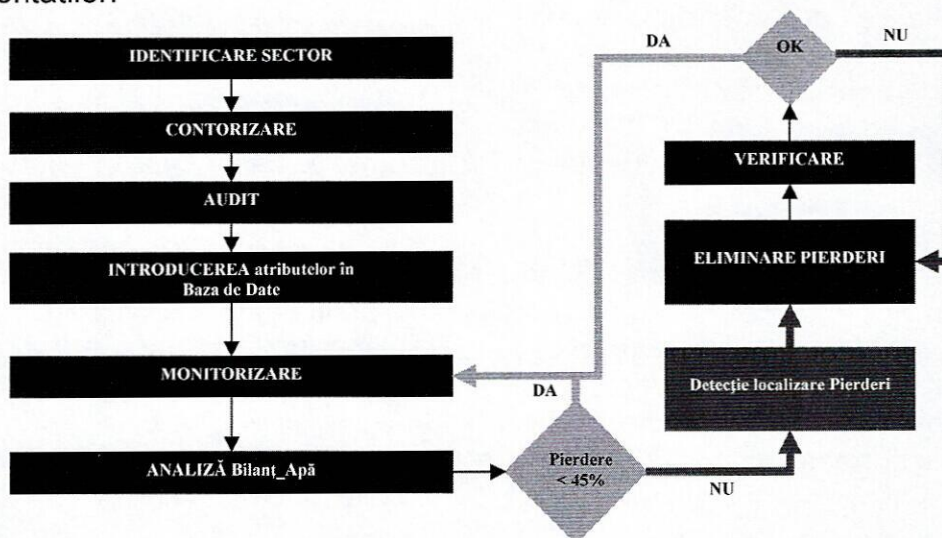 IDENTIFICARE SECTOR
CONTORIZARE
AUDIT
INTRODUCEREA atributelor în
Baza de Date
MONITORIZARE
ANALIZĂ Bilanț_Apă
Pierdere
< 45%
DA
NU
Detecție localizare Pierderi
ELIMINARE PIERDERI
VERIFICARE
OK
DA
NU